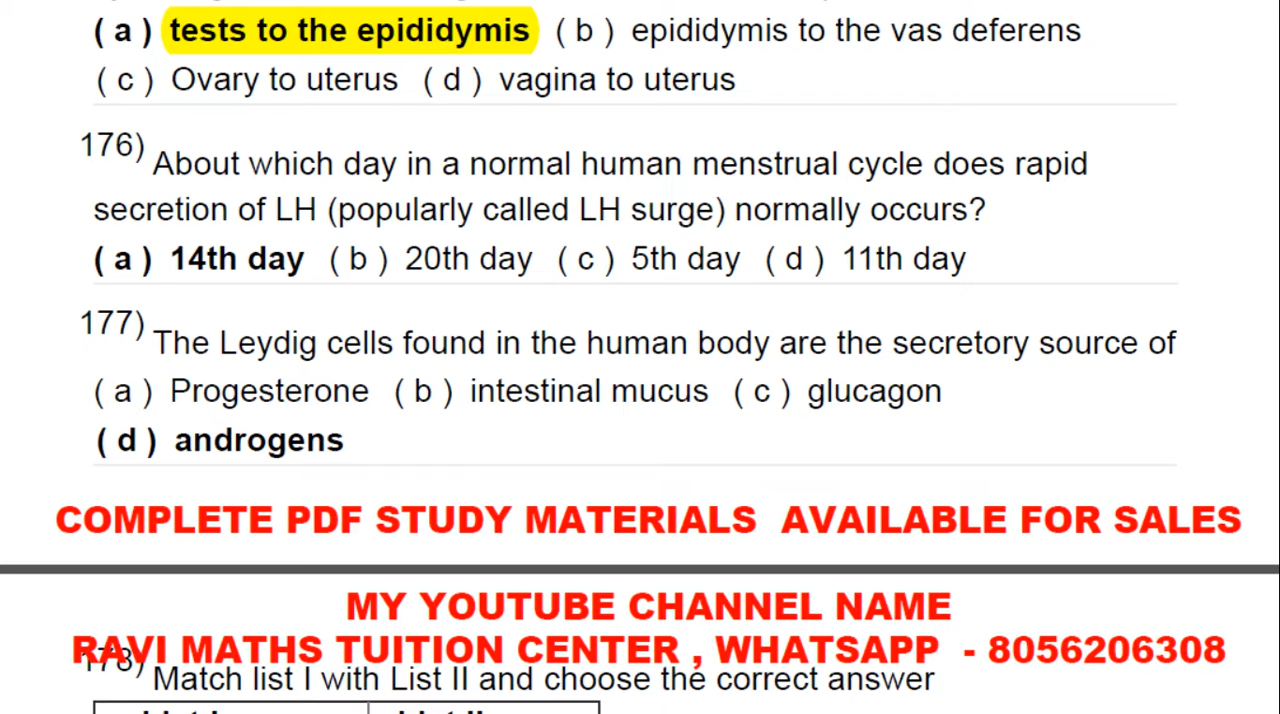 (a) tests to the epididymis (b) epididymis to the vas deferens
(c) Ovary to uterus (d) vagina to uterus
176) About which day in a normal human menstrual cycle does rapid
secretion of LH (popularly called LH surge) normally occurs?
(a) 14th day (b) 20th day (c) 5th day (d) 11th day
177) The Leydig cells found in the human body are the secretory source of
(a) Progesterone (b) intestinal mucus (c) glucagon
(d) androgens
COMPLETE PDF STUDY MATERIALS AVAILABLE FOR SALES
MY YOUTUBE CHANNEL NAME
RAVI MATHS TUITION CENTER , WHATSAPP - 8056206308
178) Match list I with List II and choose the correct answer